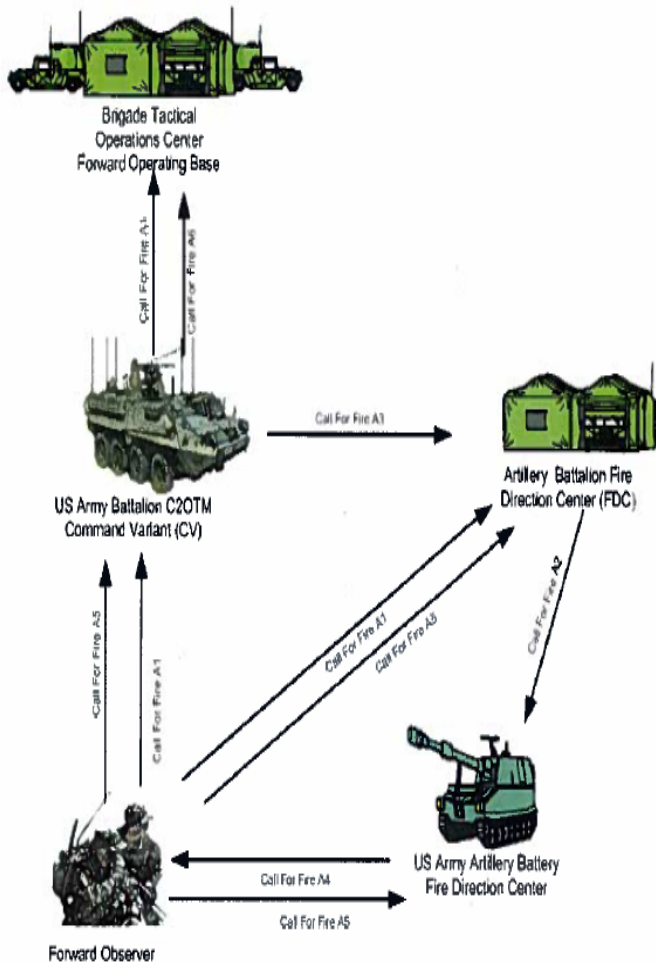 Brigade Tactical
Operations Center
Forward Operating Base
Call For Fire A1
Call For Fire A6
Call For Fire A3
US Army Battalion C2OTM
Command Variant (CV)
Artillery Battalion Fire
Direction Center (FDC)
Call For Fire A5
Call For Fire A1
Call For Fire A1
Call For Fire A3
Call For Fire A2
Call For Fire A4
Call For Fire A5
US Army Artillery Battery
Fire Direction Center
Forward Observer